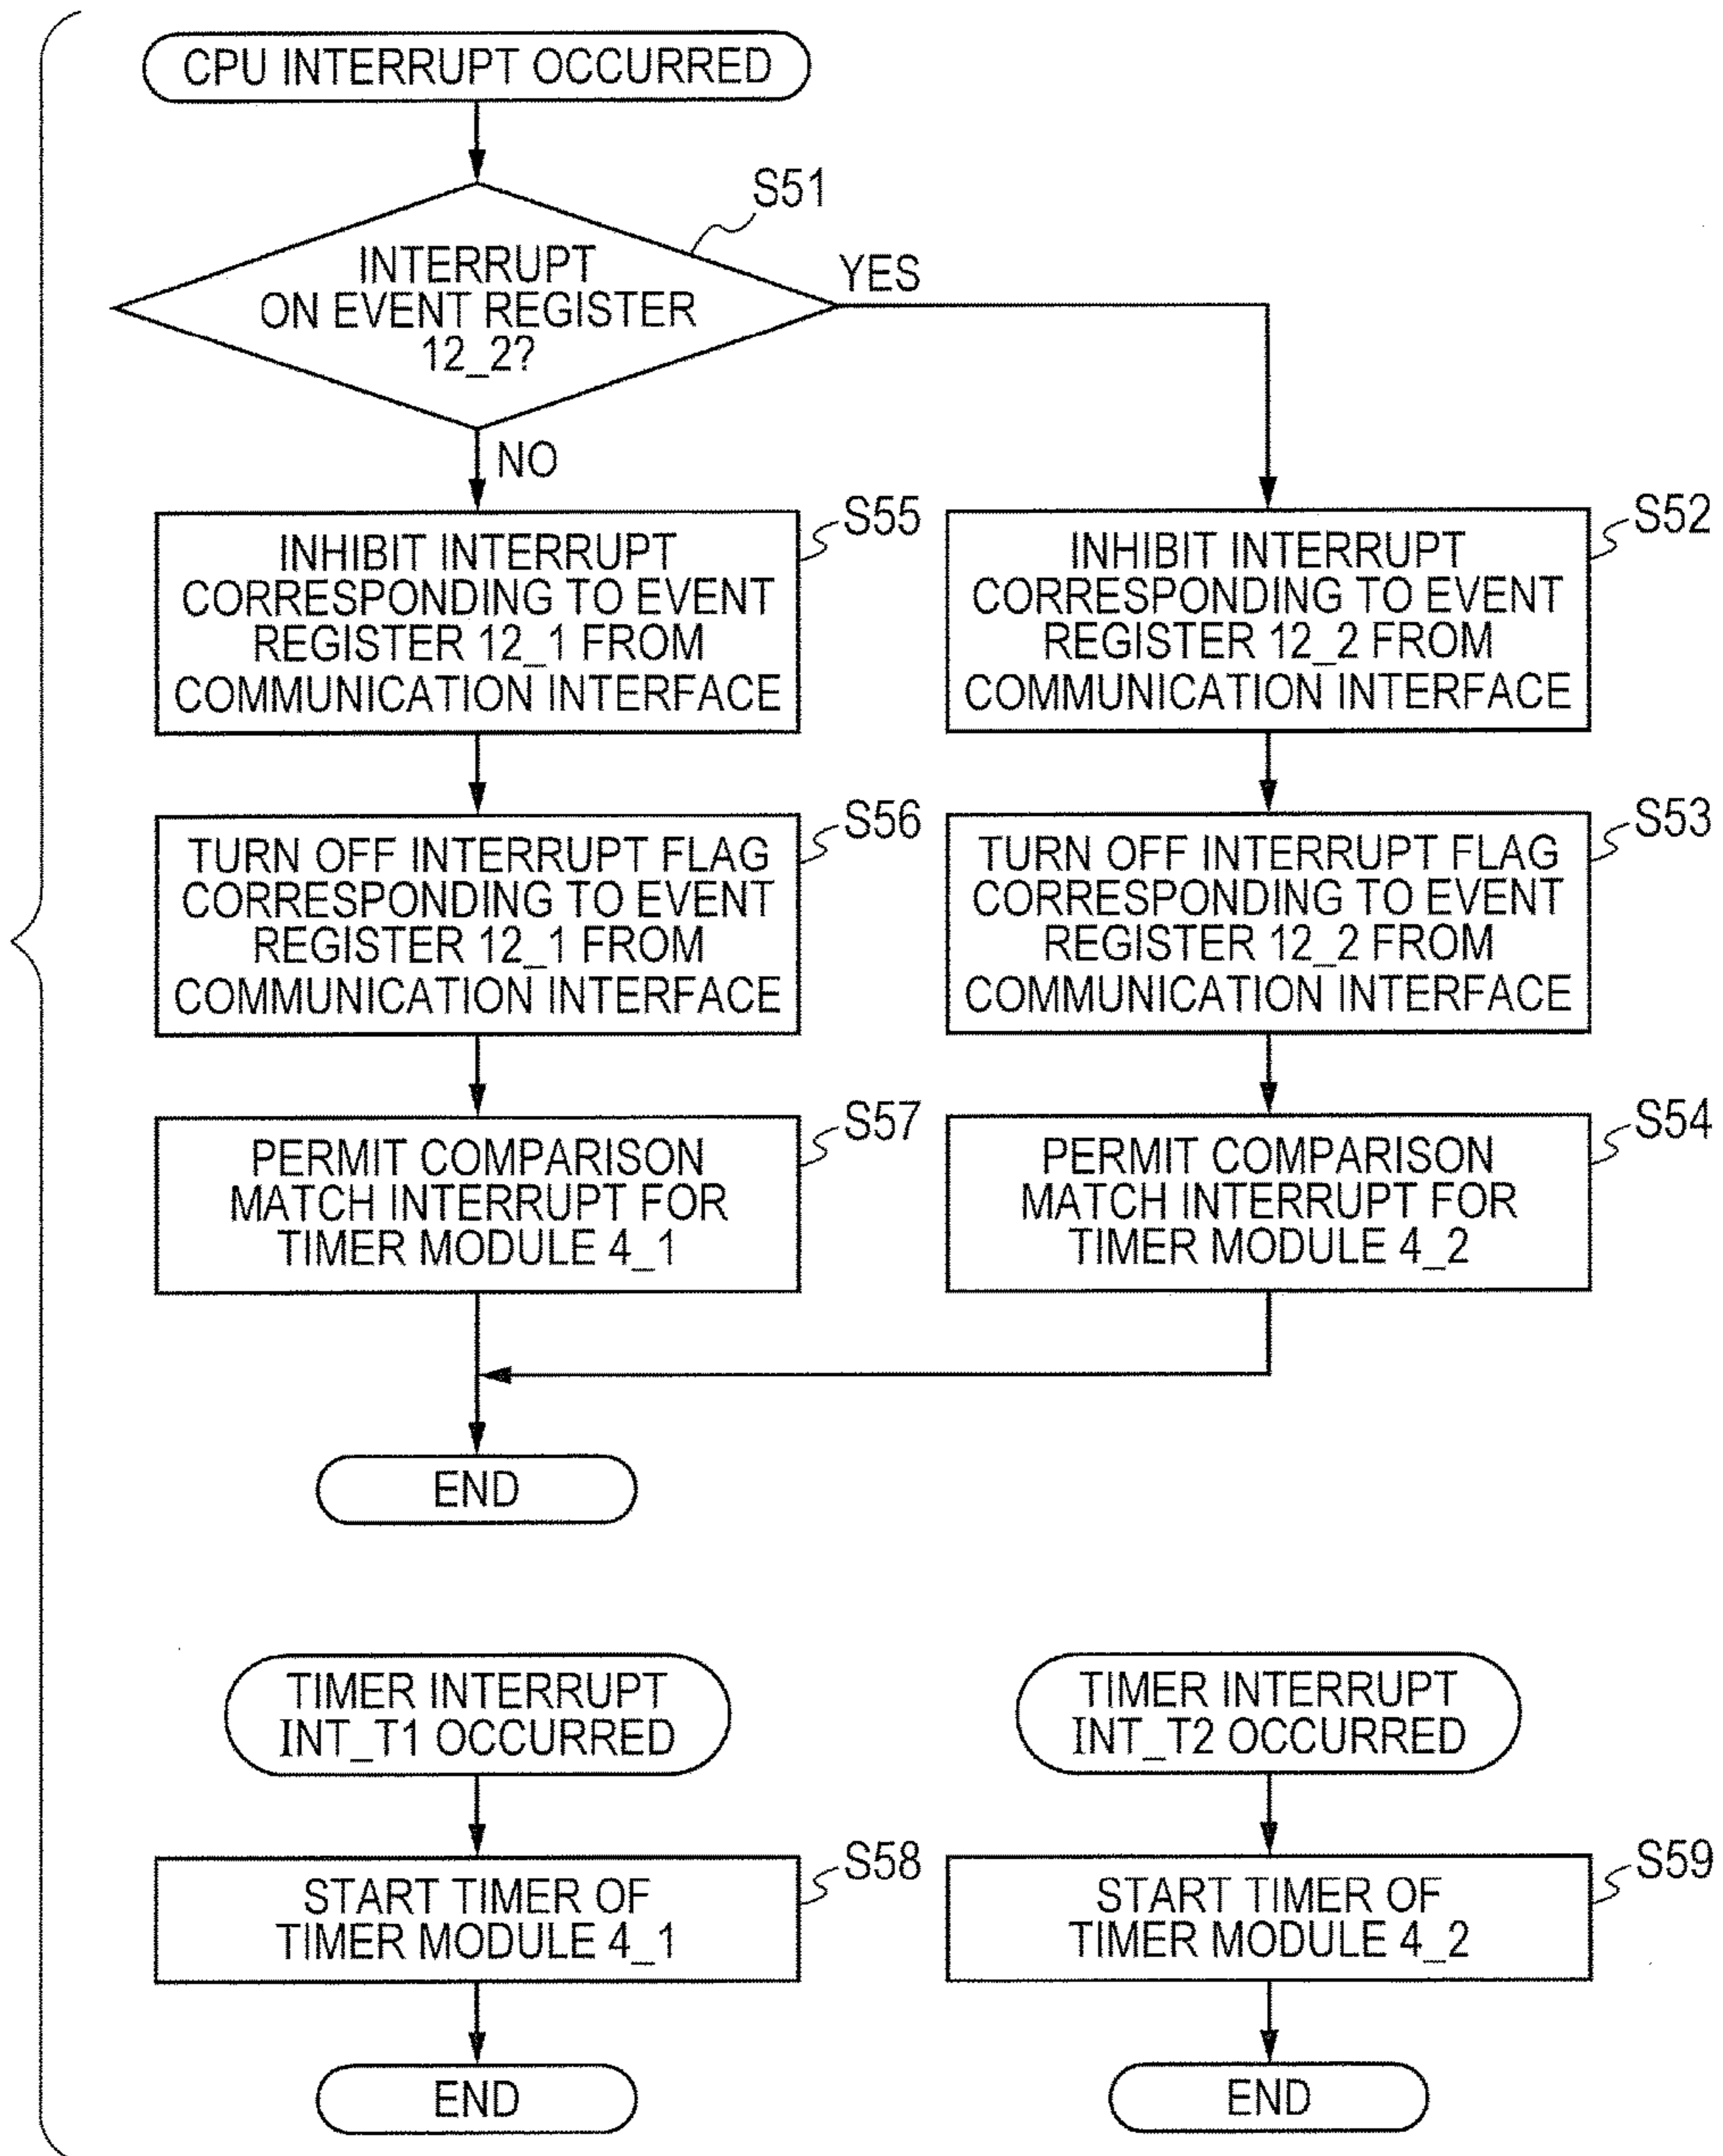 CPU INTERRUPT OCCURRED
S51
INTERRUPT
ON EVENT REGISTER
12_2?
YES
NO
S55
INHIBIT INTERRUPT
CORRESPONDING TO EVENT
REGISTER 12_1 FROM
COMMUNICATION INTERFACE
S52
INHIBIT INTERRUPT
CORRESPONDING TO EVENT
REGISTER 12_2 FROM
COMMUNICATION INTERFACE
S56
TURN OFF INTERRUPT FLAG
CORRESPONDING TO EVENT
REGISTER 12_1 FROM
COMMUNICATION INTERFACE
S53
TURN OFF INTERRUPT FLAG
CORRESPONDING TO EVENT
REGISTER 12_2 FROM
COMMUNICATION INTERFACE
S57
PERMIT COMPARISON
MATCH INTERRUPT FOR
TIMER MODULE 4_1
S54
PERMIT COMPARISON
MATCH INTERRUPT FOR
TIMER MODULE 4_2
END
TIMER INTERRUPT
INT_T1 OCCURRED
TIMER INTERRUPT
INT_T2 OCCURRED
S58
START TIMER OF
TIMER MODULE 4_1
S59
START TIMER OF
TIMER MODULE 4_2
END
END